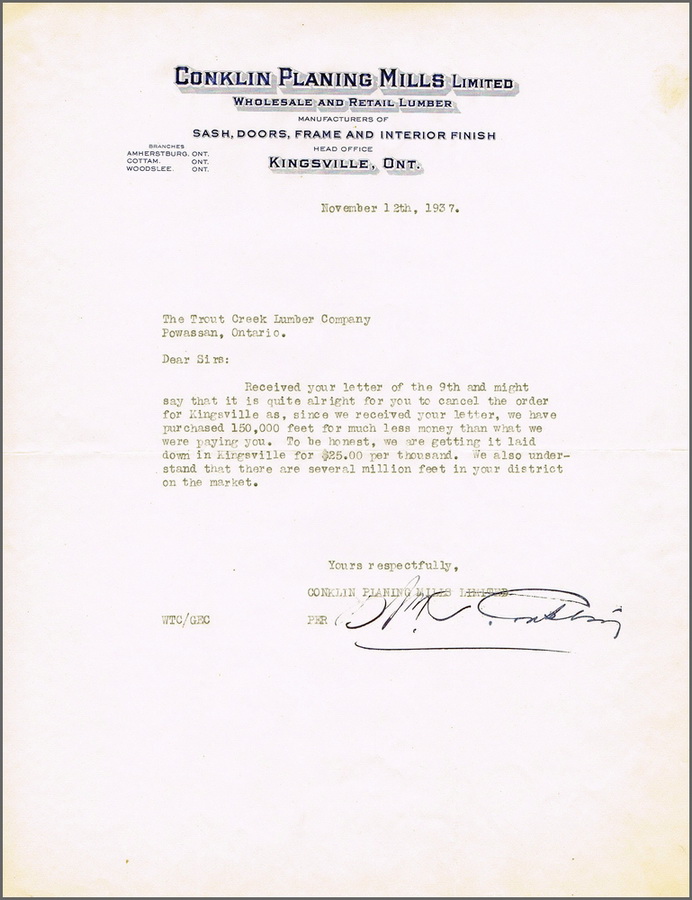 CONKLIN PLANING MILLS LIMITED
WHOLESALE AND RETAIL LUMBER
MANUFACTURERS OF
SASH, DOORS, FRAME AND INTERIOR FINISH
HEAD OFFICE
KINGSVILLE, ONT.
BRANCHES
AMHERSTBURG. ONT.
COTTAM. ONT.
WOODSLEE. ONT.
November 12th, 1937.
The Trout Creek Lumber Company
Powassan, Ontario.
Dear Sirs:
Received your letter of the 9th and might
say that it is quite alright for you to cancel the order
for Kingsville as, since we received your letter, we have
purchased 150,000 feet for much less money than what we
were paying you. To be honest, we are getting it laid
down in Kingsville for $25.00 per thousand. We also under-
stand that there are several million feet in your district
on the market.
Yours respectfully,
CONKLIN PLANING MILLS LIMITED.
WTC/GEC PER Conklin